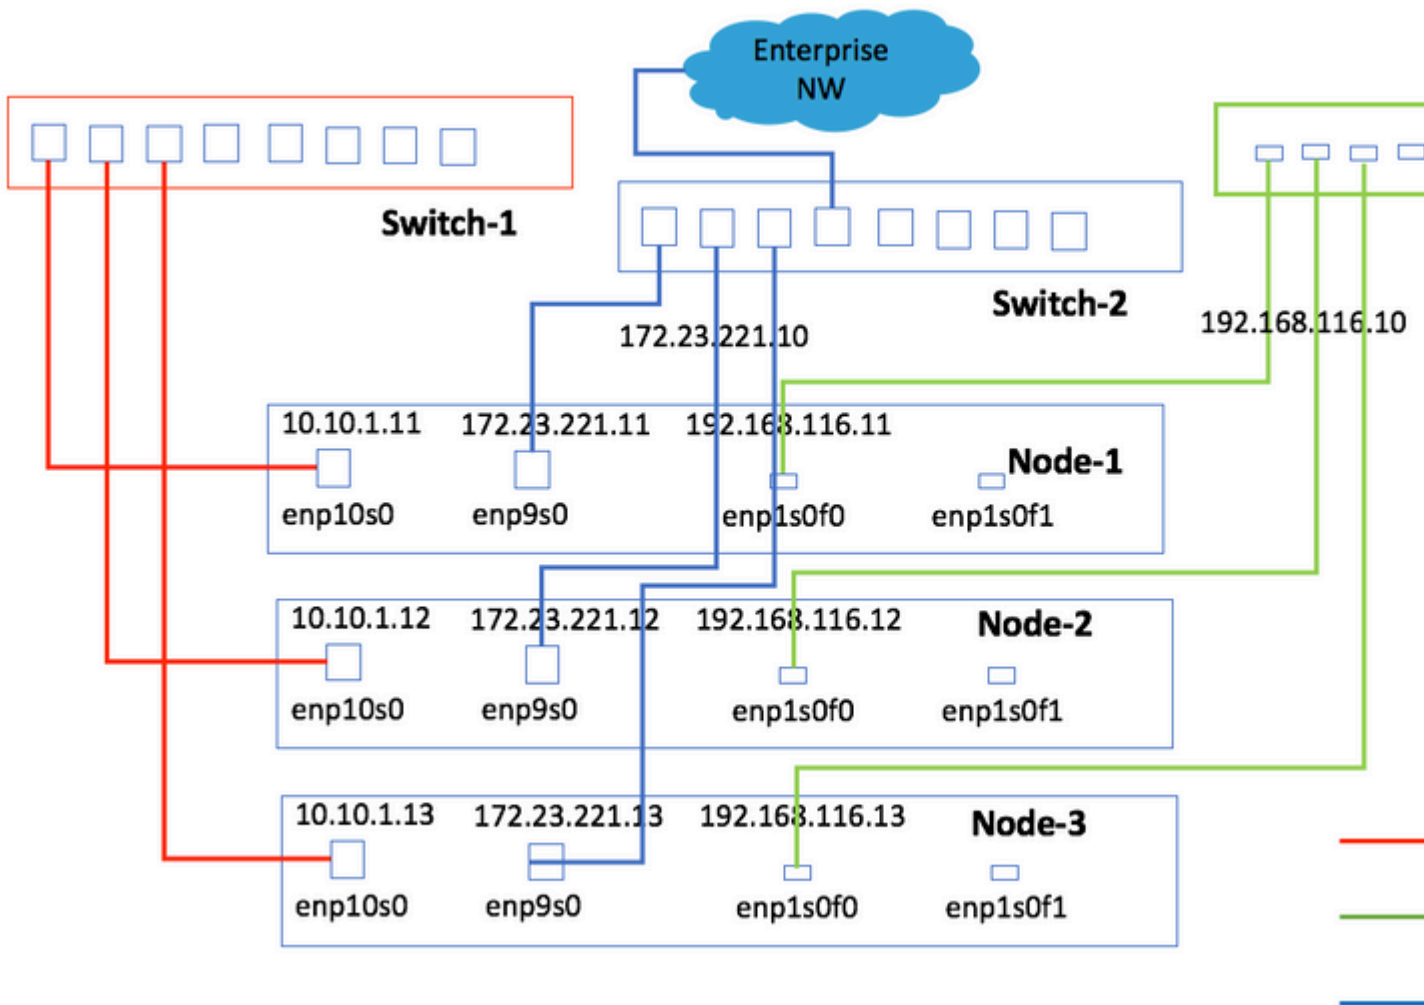 Enterprise
NW
Switch-1
Switch-2
172.23.221.10
192.168.116.10
10.10.1.11 172.23.221.11 192.168.116.11
Node-1
enp10s0 enp9s0 enp1s0f0 enp1s0f1
10.10.1.12 172.23.221.12 192.168.116.12 Node-2
enp10s0 enp9s0 enp1s0f0 enp1s0f1
10.10.1.13 172.23.221.13 192.168.116.13 Node-3
enp10s0 enp9s0 enp1s0f0 enp1s0f1